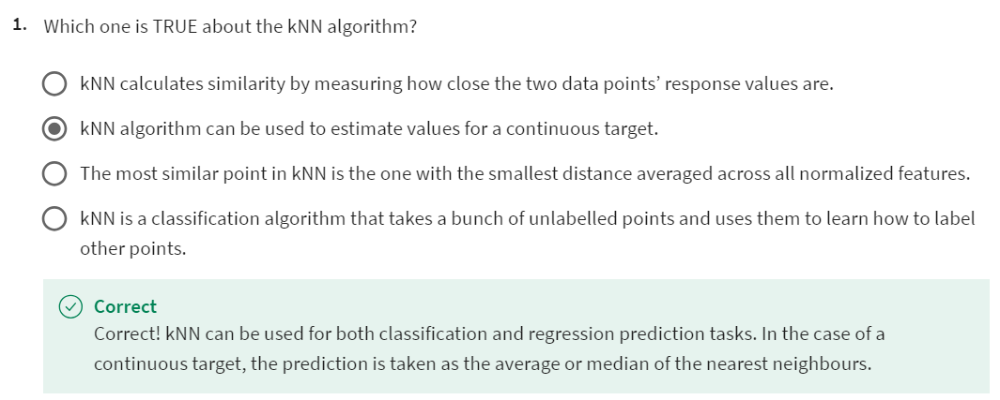 1. Which one is TRUE about the kNN algorithm?
kNN calculates similarity by measuring how close the two data points’ response values are.
kNN algorithm can be used to estimate values for a continuous target.
The most similar point in kNN is the one with the smallest distance averaged across all normalized features.
kNN is a classification algorithm that takes a bunch of unlabelled points and uses them to learn how to label
other points.
Correct
Correct! kNN can be used for both classification and regression prediction tasks. In the case of a
continuous target, the prediction is taken as the average or median of the nearest neighbours.